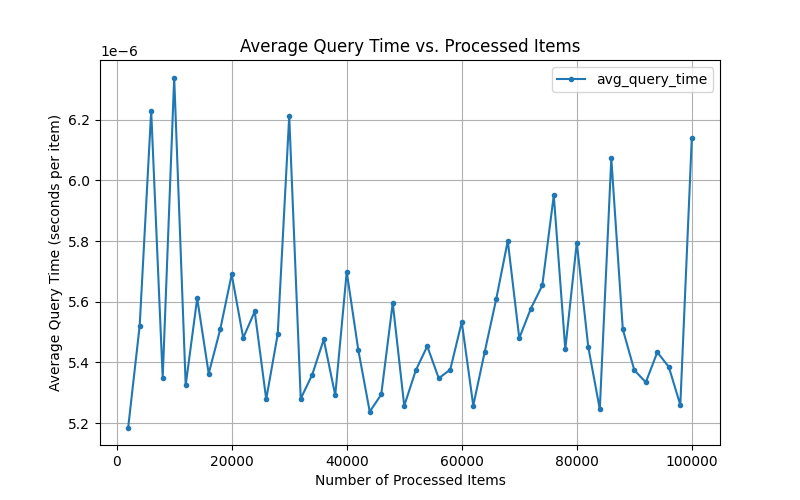 Average Query Time vs. Processed Items
1e−6
avg_query_time
6.2
6.0
5.8
5.6
5.4
5.2
Average Query Time (seconds per item)
0 20000 40000 60000 80000 100000
Number of Processed Items